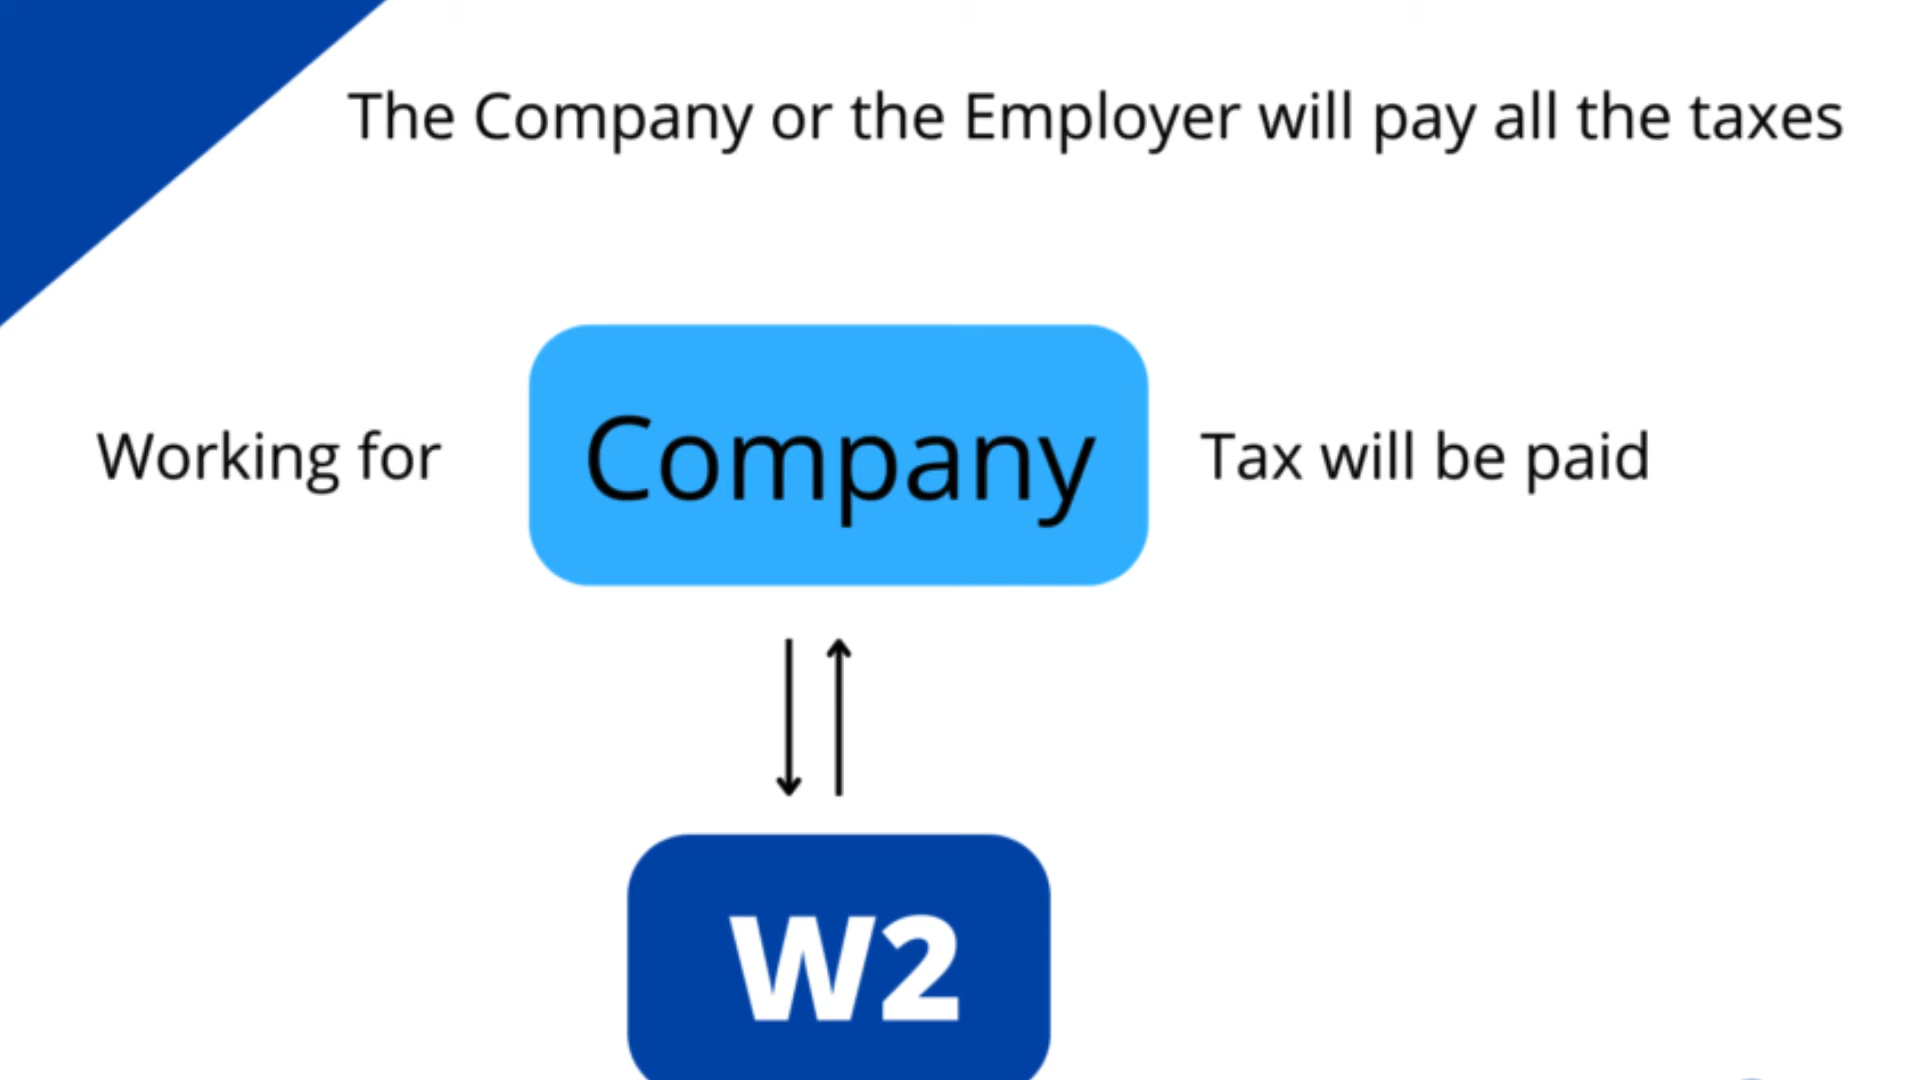 The Company or the Employer will pay all the taxes
Working for
Company
Tax will be paid
W2